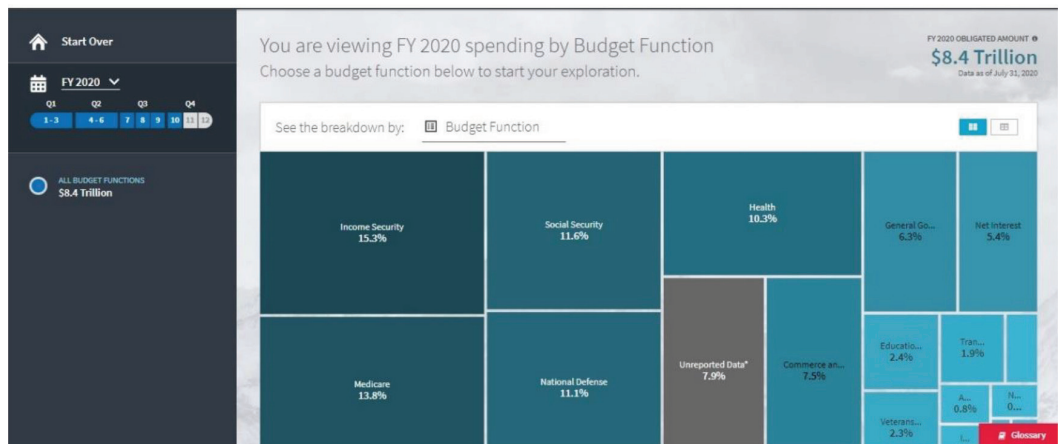 Start Over
FY 2020
Q1 Q2 Q3 Q4
1 - 3 4 - 6 7 8 9 10 11 12
ALL BUDGET FUNCTIONS
$8.4 Trillion
You are viewing FY 2020 spending by Budget Function
Choose a budget function below to start your exploration.
FY 2020 OBLIGATED AMOUNT
$8.4 Trillion
Data as of July 31, 2020
See the breakdown by: Budget Function
Income Security
15.3%
Social Security
11.6%
Health
10.3%
General Go...
6.3%
Net Interest
5.4%
Medicare
13.8%
National Defense
11.1%
Unreported Data*
7.9%
Commerce an...
7.5%
Educatio...
2.4%
Tran...
1.9%
Veterans...
2.3%
A...
0.8%
N...
0...
I...
Glossary